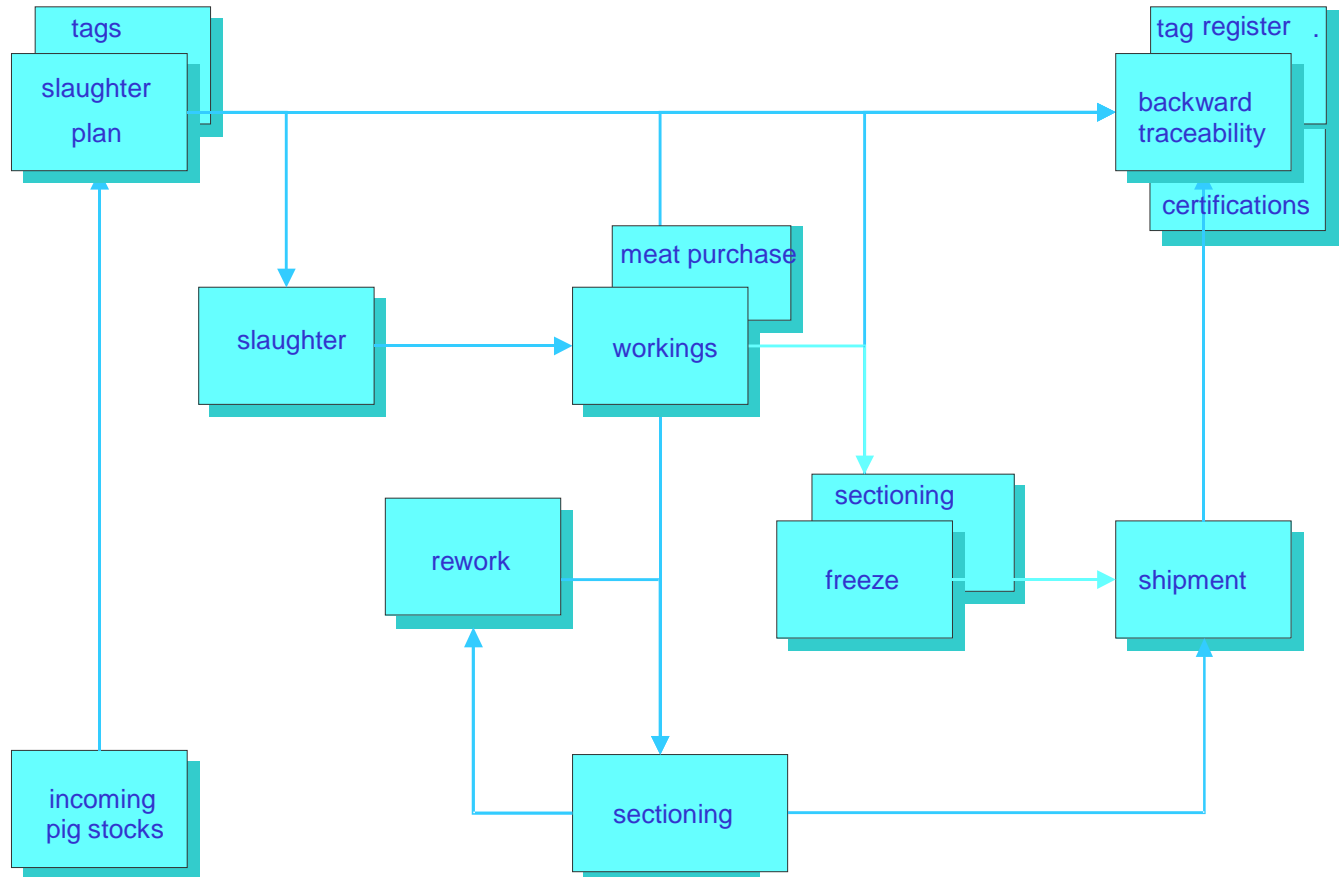 tags
slaughter
plan
tag register .
backward
traceability
certifications
meat purchase
slaughter
workings
sectioning
rework
freeze
shipment
incoming
pig stocks
sectioning